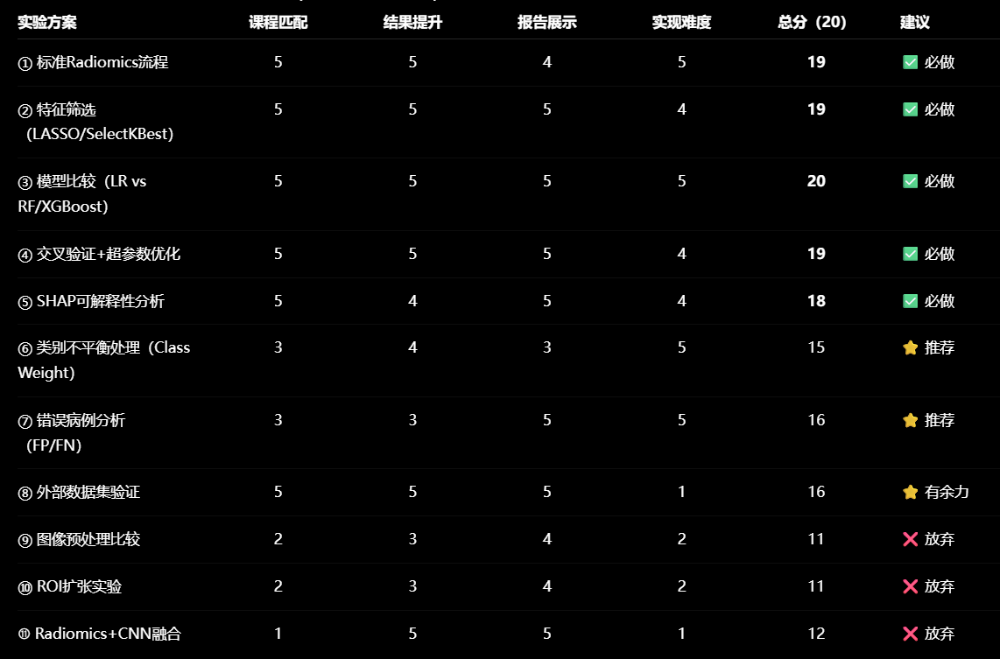 实验方案 课程匹配 结果提升 报告展示 实现难度 总分（20） 建议
① 标准Radiomics流程 5 5 4 5 19 ✅ 必做
② 特征筛选
（LASSO/SelectKBest） 5 5 5 4 19 ✅ 必做
③ 模型比较（LR vs
RF/XGBoost） 5 5 5 5 20 ✅ 必做
④ 交叉验证+超参数优化 5 5 5 4 19 ✅ 必做
⑤ SHAP可解释性分析 5 4 5 4 18 ✅ 必做
⑥ 类别不平衡处理（Class
Weight） 3 4 3 5 15 ⭐ 推荐
⑦ 错误病例分析
（FP/FN） 3 3 5 5 16 ⭐ 推荐
⑧ 外部数据集验证 5 5 5 1 16 ⭐ 有余力
⑨ 图像预处理比较 2 3 4 2 11 ❌ 放弃
⑩ ROI扩张实验 2 3 4 2 11 ❌ 放弃
⑪ Radiomics+CNN融合 1 5 5 1 12 ❌ 放弃